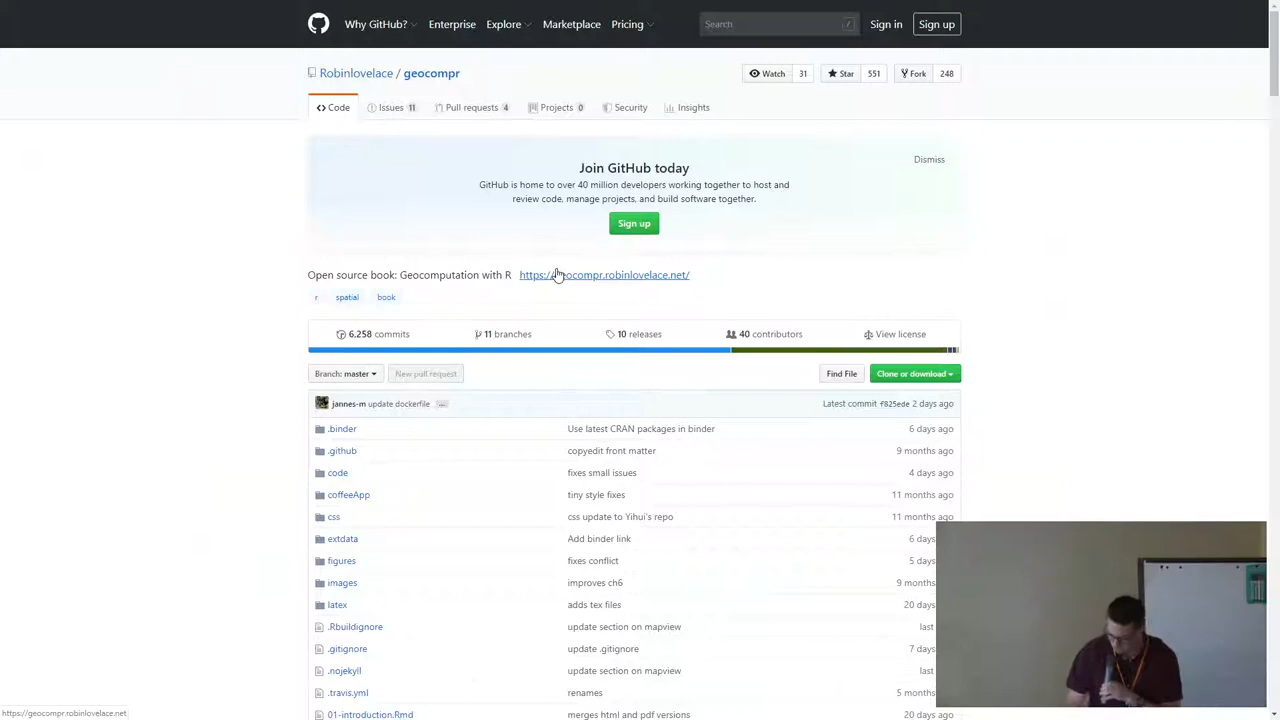 Why GitHub? Enterprise Explore Marketplace Pricing Search / Sign in Sign up
Robinlovelace / geocompr Watch 31 Star 551 Fork 248
Code Issues 11 Pull requests 4 Projects 0 Security Insights
Join GitHub today Dismiss
GitHub is home to over 40 million developers working together to host and
review code, manage projects, and build software together.
Sign up
Open source book: Geocomputation with R https://geocompr.robinlovelace.net/
r spatial book
6,258 commits 11 branches 10 releases 40 contributors View license
Branch: master New pull request Find File Clone or download
jannes-m update dockerfile ... Latest commit f825ede 2 days ago
.binder Use latest CRAN packages in binder 6 days ago
.github copyedit front matter 9 months ago
code fixes small issues 4 days ago
coffeeApp tiny style fixes 11 months ago
css css update to Yihui's repo 11 months ago
extdata Add binder link 6 days
figures fixes conflict 5 days
images improves ch6 9 months
latex adds tex files 20 days
.Rbuildignore update section on mapview last
.gitignore update .gitignore 7 days
.nojekyll update section on mapview last
.travis.yml renames 5 months
01-introduction.Rmd merges html and pdf versions 20 days ago
https://geocompr.robinlovelace.net